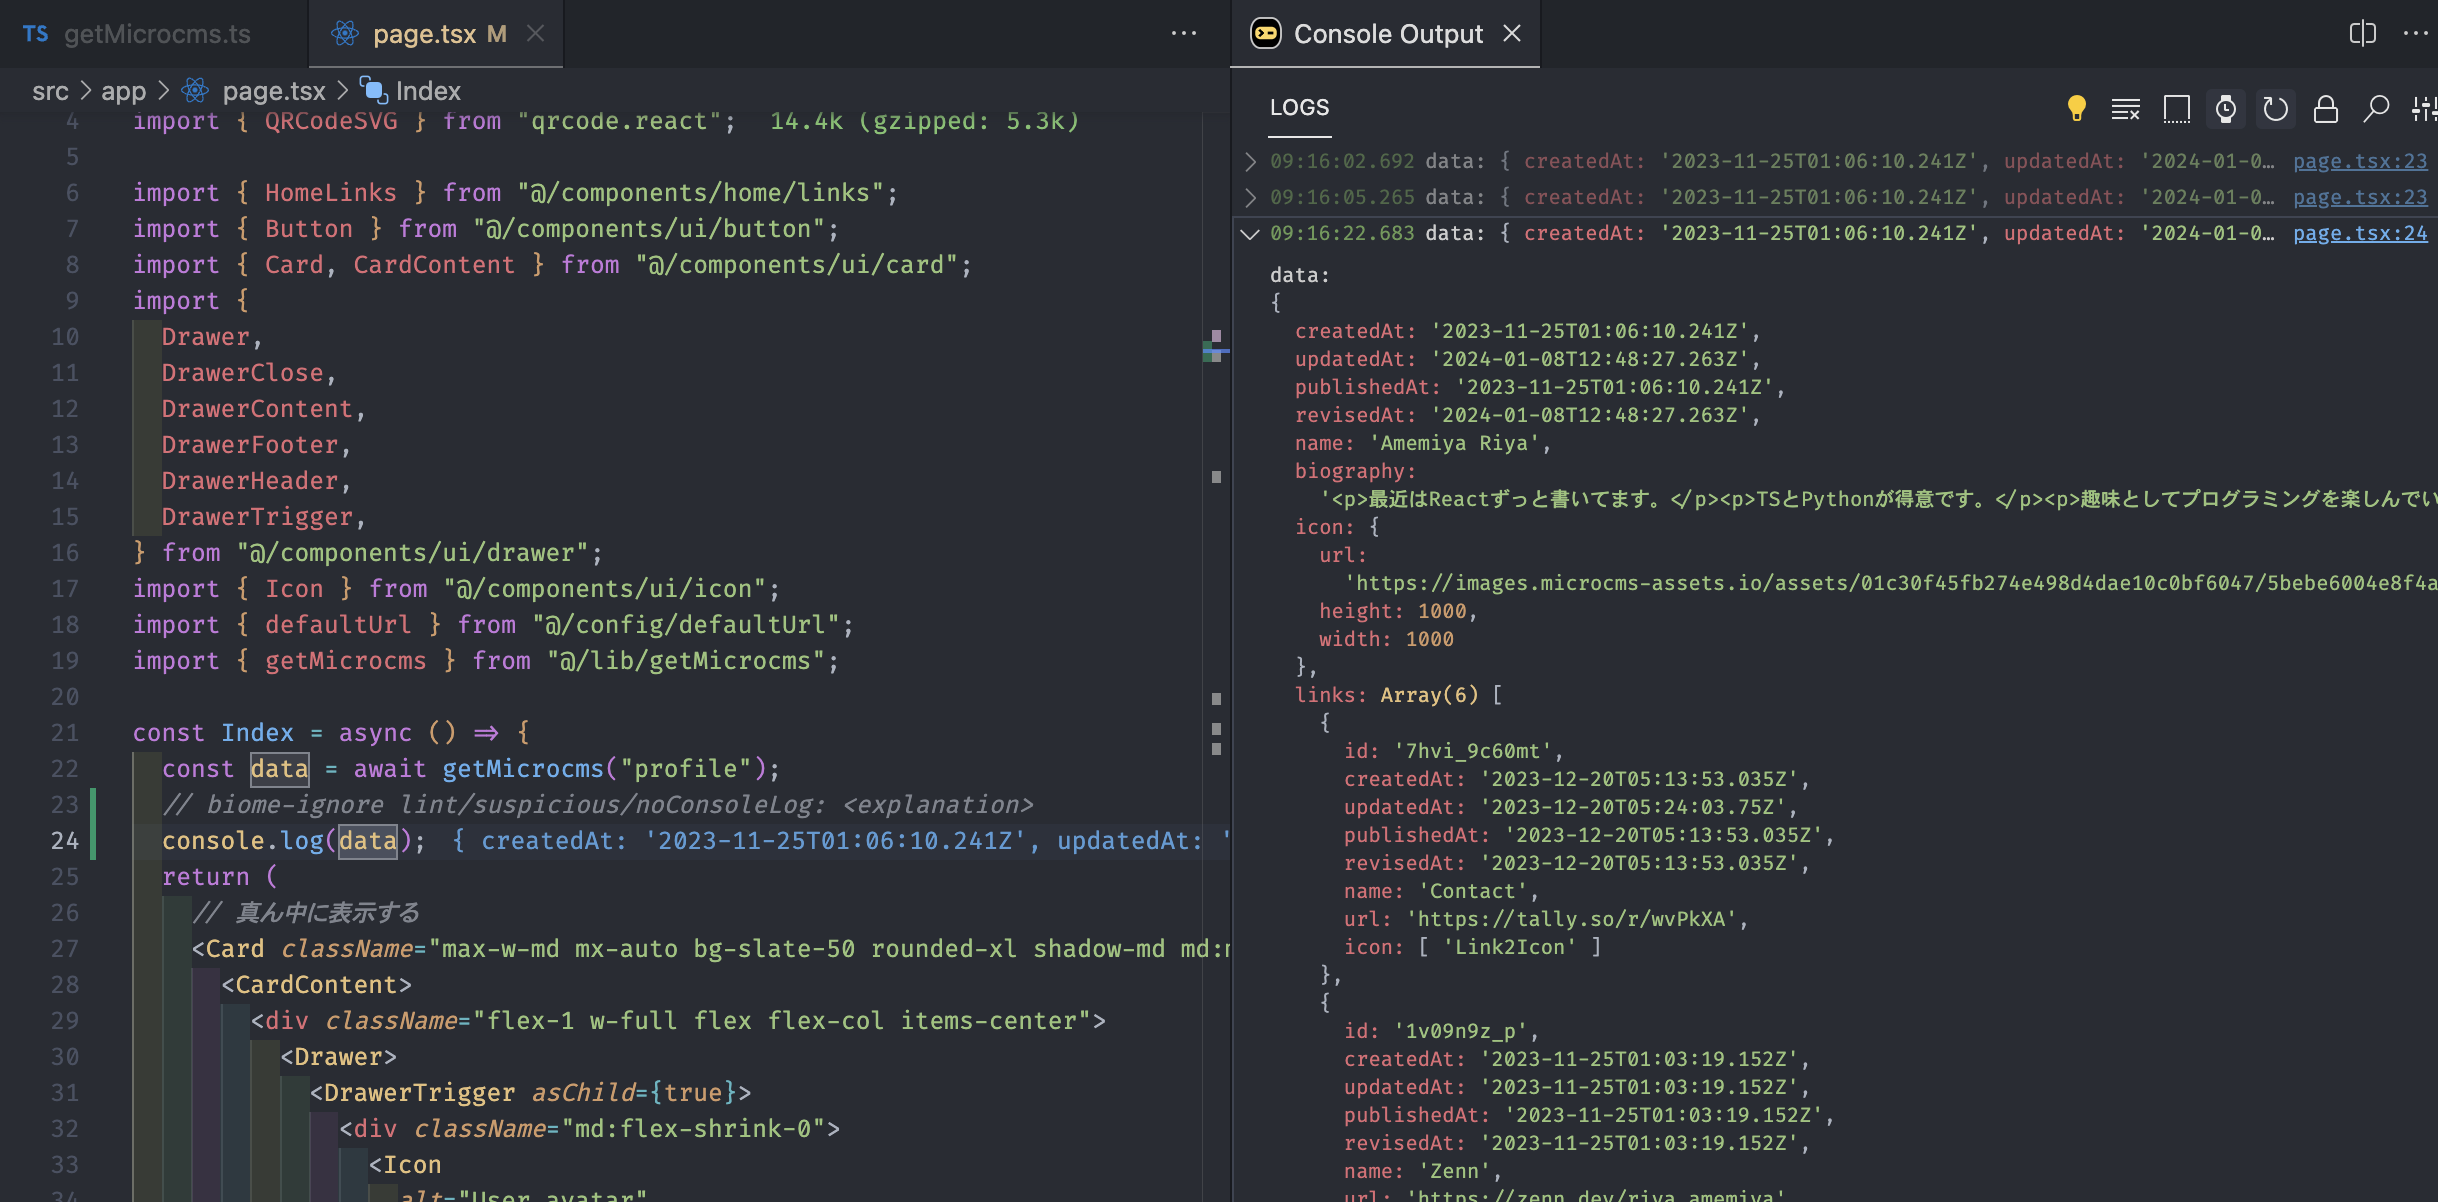 TS getMicrocms.ts
page.tsx M
src > app > page.tsx > Index
4 import { QRCodeSVG } from "qrcode.react"; 14.4k (gzipped: 5.3k)
5
6 import { HomeLinks } from "@/components/home/links";
7 import { Button } from "@/components/ui/button";
8 import { Card, CardContent } from "@/components/ui/card";
9 import {
10 Drawer,
11 DrawerClose,
12 DrawerContent,
13 DrawerFooter,
14 DrawerHeader,
15 DrawerTrigger,
16 } from "@/components/ui/drawer";
17 import { Icon } from "@/components/ui/icon";
18 import { defaultUrl } from "@/config/defaultUrl";
19 import { getMicrocms } from "@/lib/getMicrocms";
20
21 const Index = async () => {
22 const data = await getMicrocms("profile");
23 // biome-ignore lint/suspicious/noConsoleLog: <explanation>
24 console.log(data); { createdAt: '2023-11-25T01:06:10.241Z', updatedAt: '
25 return (
26 // 真ん中に表示する
27 <Card className="max-w-md mx-auto bg-slate-50 rounded-xl shadow-md md:
28 <CardContent>
29 <div className="flex-1 w-full flex flex-col items-center">
30 <Drawer>
31 <DrawerTrigger asChild={true}>
32 <div className="md:flex-shrink-0">
33 <Icon
34 alt="User avatar"
Console Output
LOGS
09:16:02.692 data: { createdAt: '2023-11-25T01:06:10.241Z', updatedAt: '2024-01-0… page.tsx:23
09:16:05.265 data: { createdAt: '2023-11-25T01:06:10.241Z', updatedAt: '2024-01-0… page.tsx:23
09:16:22.683 data: { createdAt: '2023-11-25T01:06:10.241Z', updatedAt: '2024-01-0… page.tsx:24
data:
{
createdAt: '2023-11-25T01:06:10.241Z',
updatedAt: '2024-01-08T12:48:27.263Z',
publishedAt: '2023-11-25T01:06:10.241Z',
revisedAt: '2024-01-08T12:48:27.263Z',
name: 'Amemiya Riya',
biography:
'<p>最近はReactずっと書いてます。</p><p>TSとPythonが得意です。</p><p>趣味としてプログラミングを楽しんでい
icon: {
url:
'https://images.microcms-assets.io/assets/01c30f45fb274e498d4dae10c0bf6047/5bebe6004e8f4a
height: 1000,
width: 1000
},
links: Array(6) [
{
id: '7hvi_9c60mt',
createdAt: '2023-12-20T05:13:53.035Z',
updatedAt: '2023-12-20T05:24:03.75Z',
publishedAt: '2023-12-20T05:13:53.035Z',
revisedAt: '2023-12-20T05:13:53.035Z',
name: 'Contact',
url: 'https://tally.so/r/wvPkXA',
icon: [ 'Link2Icon' ]
},
{
id: '1v09n9z_p',
createdAt: '2023-11-25T01:03:19.152Z',
updatedAt: '2023-11-25T01:03:19.152Z',
publishedAt: '2023-11-25T01:03:19.152Z',
revisedAt: '2023-11-25T01:03:19.152Z',
name: 'Zenn',
url: 'https://zenn.dev/riya_amemiya'